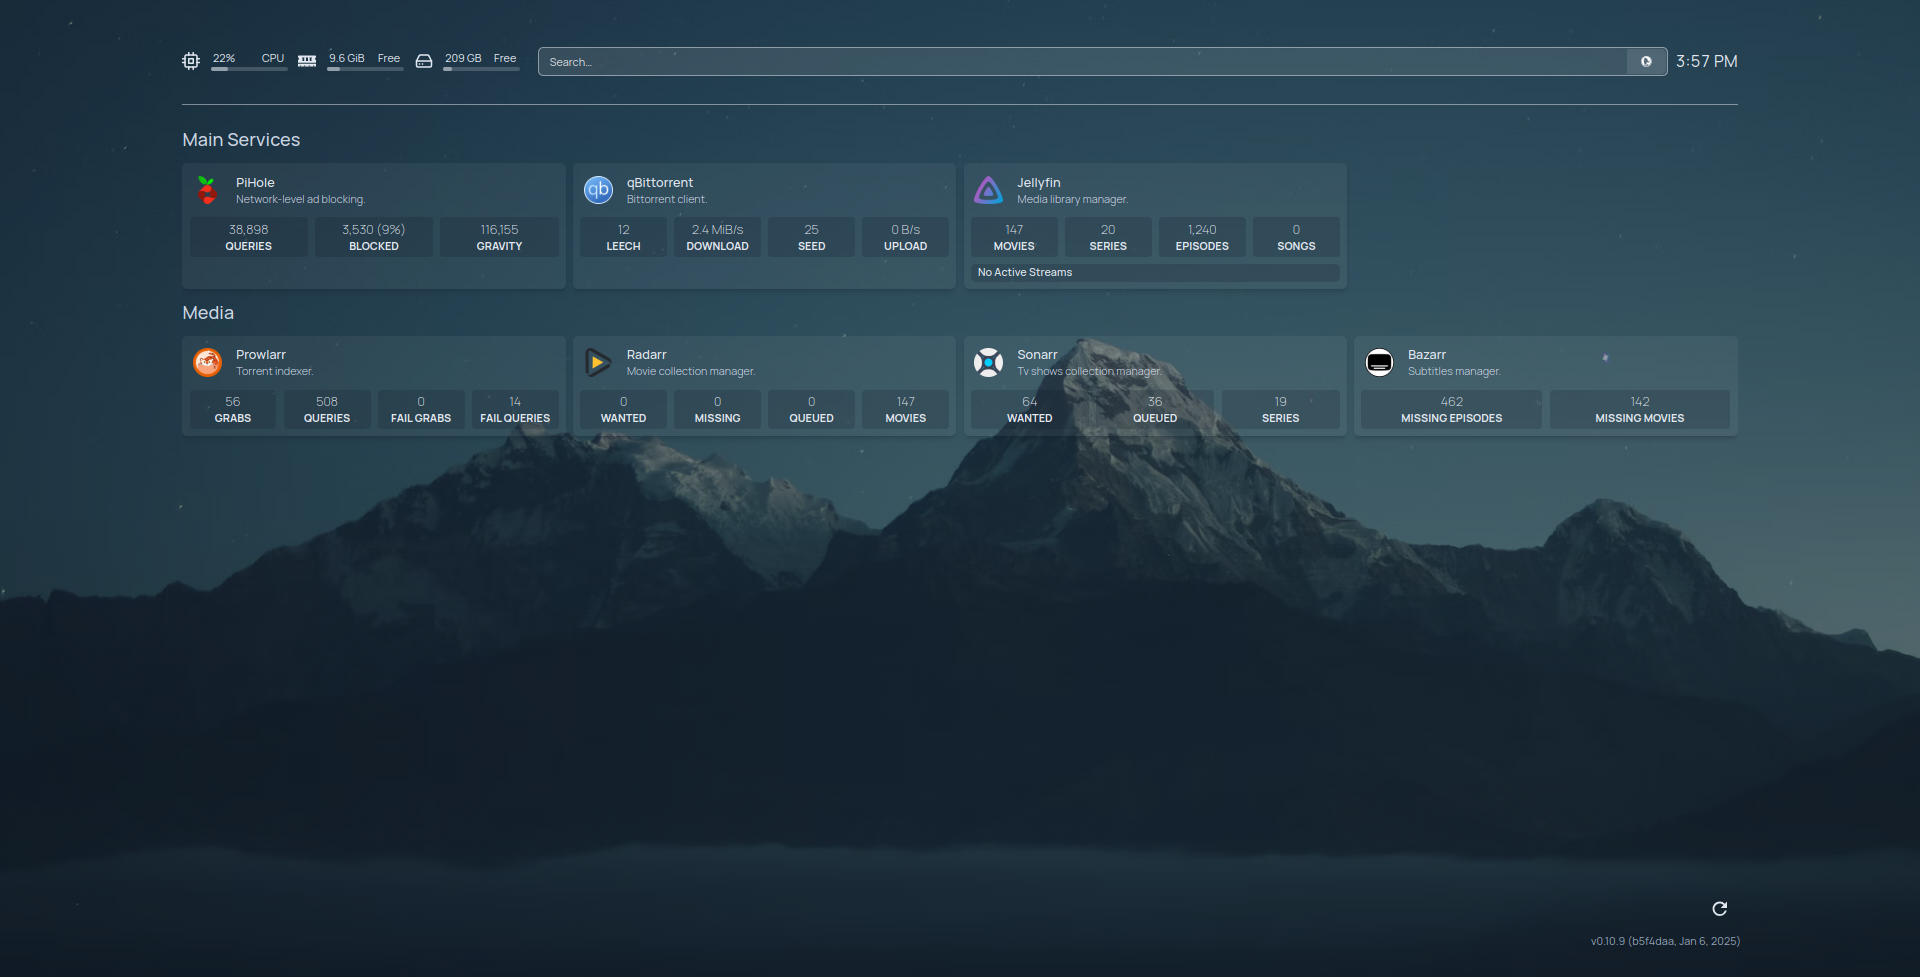 22% CPU 9.6 GiB Free 209 GB Free Search... 3:57 PM
Main Services
PiHole
Network-level ad blocking.
38,898 3,530 (9%) 116,155
QUERIES BLOCKED GRAVITY
qb
qBittorrent
Bittorrent client.
12 2.4 MiB/s 25 0 B/s
LEECH DOWNLOAD SEED UPLOAD
Jellyfin
Media library manager.
147 20 1,240 0
MOVIES SERIES EPISODES SONGS
No Active Streams
Media
Prowlarr
Torrent indexer.
56 508 0 14
GRABS QUERIES FAIL GRABS FAIL QUERIES
Radarr
Movie collection manager.
0 0 0 147
WANTED MISSING QUEUED MOVIES
Sonarr
Tv shows collection manager.
64 36 19
WANTED QUEUED SERIES
Bazarr
Subtitles manager.
462 142
MISSING EPISODES MISSING MOVIES
v0.10.9 (b5f4daa, Jan 6, 2025)